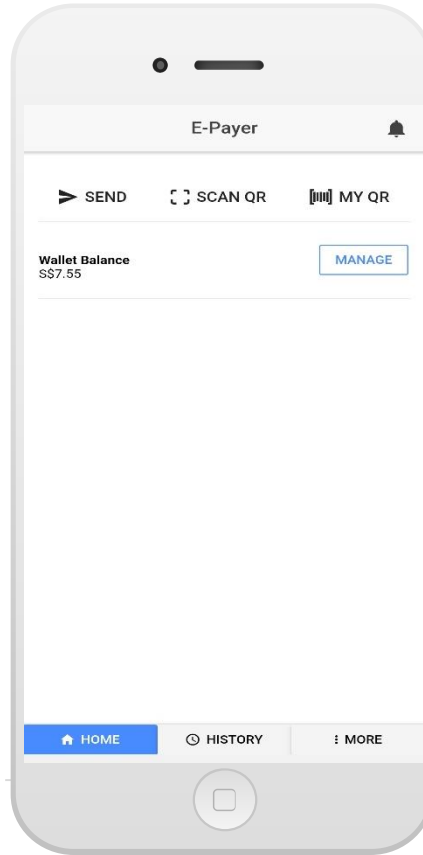 E-Payer
SEND SCAN QR MY QR
Wallet Balance
S$7.55
MANAGE
HOME HISTORY MORE